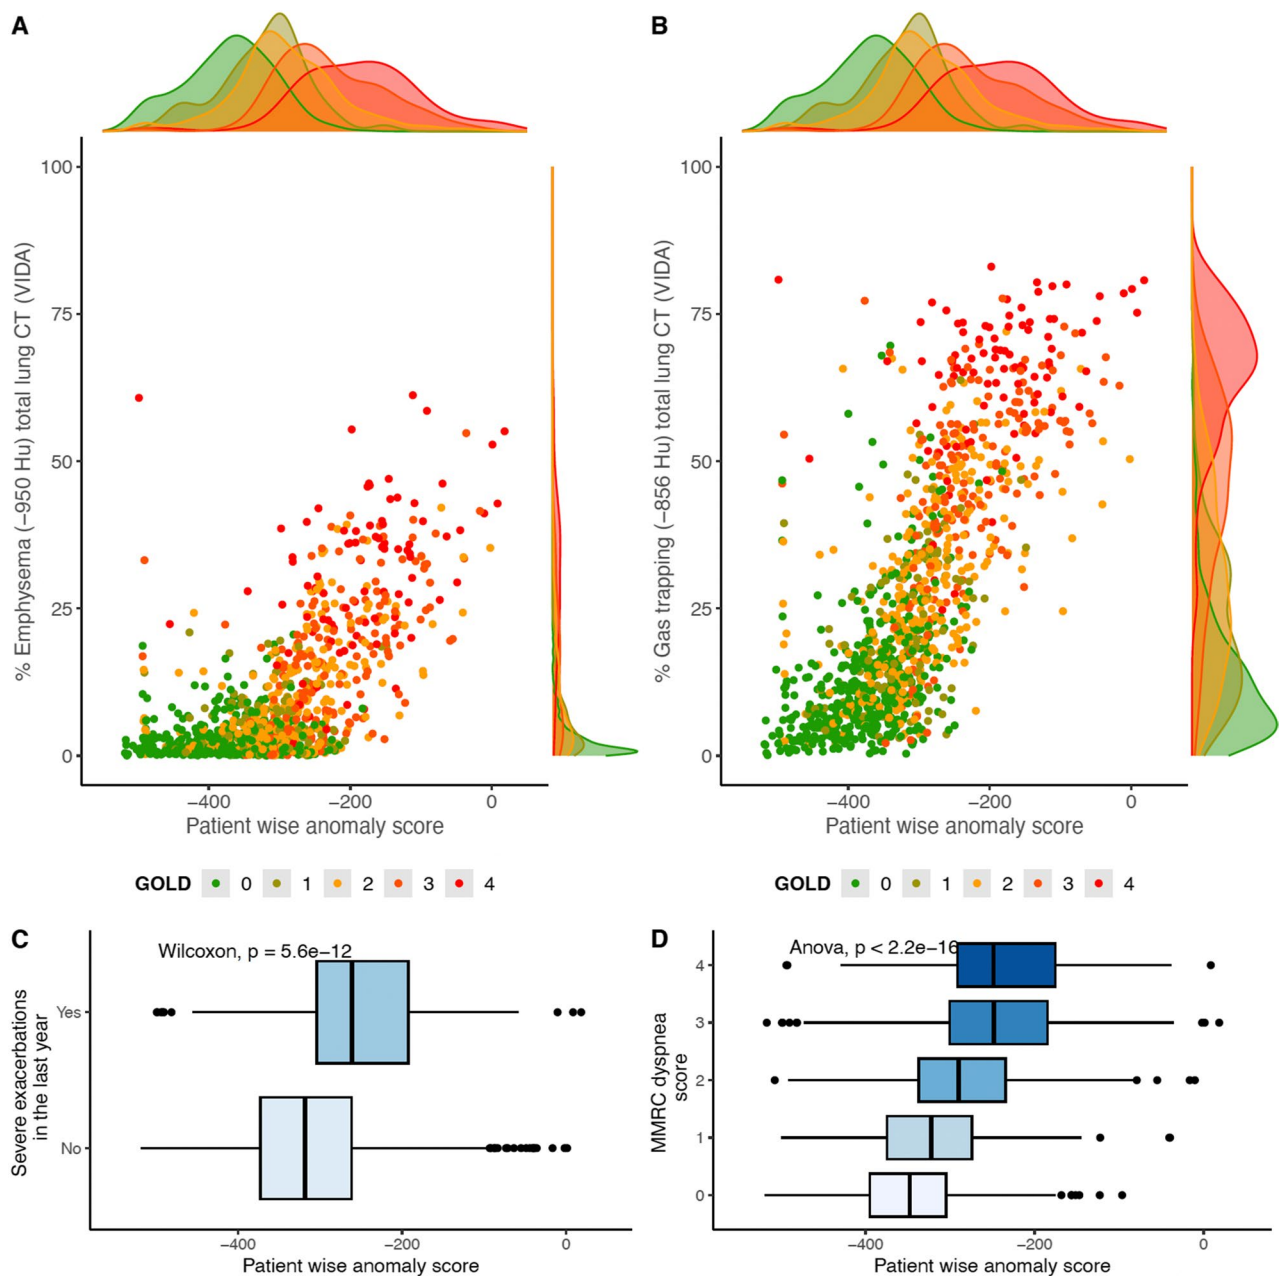 A
100
75
50
25
0
% Emphysema (−950 Hu) total lung CT (VIDA)
−400
−200
0
Patient wise anomaly score
GOLD 0 1 2 3 4
B
100
75
50
25
0
% Gas trapping (−856 Hu) total lung CT (VIDA)
−400
−200
0
Patient wise anomaly score
GOLD 0 1 2 3 4
C
Wilcoxon, p = 5.6e−12
Severe exacerbations
in the last year
Yes
No
−400
−200
0
Patient wise anomaly score
D
Anova, p < 2.2e−16
MMRC dyspnea
score
4
3
2
1
0
−400
−200
0
Patient wise anomaly score